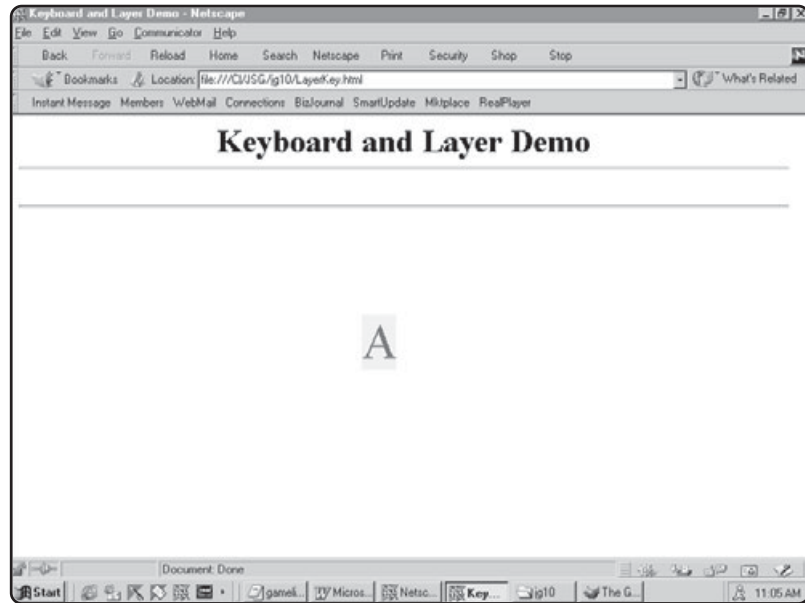 Keyboard and Layer Demo - Netscape
File Edit View Go Communicator Help
Back Forward Reload Home Search Netscape Print Security Shop Stop
Bookmarks Location: file:///C|/JSG/jg10/LayerKey.html What's Related
Instant Message Members WebMail Connections BizJournal SmartUpdate Mktplace RealPlayer
Keyboard and Layer Demo
A
Document: Done
Start gameli... Micros... Netsc... Key... jg10 The G... 11:05 AM